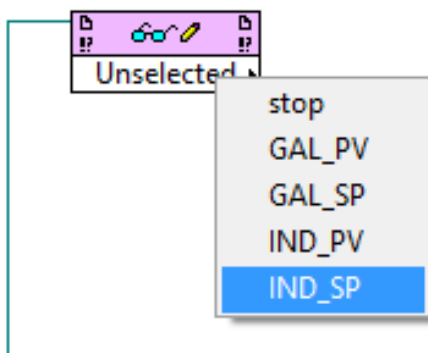 !? !?
Unselected
stop
GAL_PV
GAL_SP
IND_PV
IND_SP